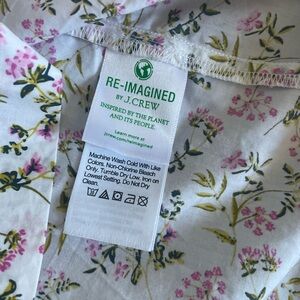 RE-IMAGINED
BY J.CREW
INSPIRED BY THE PLANET
AND ITS PEOPLE
Learn more at
jcrew.com/reimagined
Machine Wash Cold With Like
Colors. Non-Chlorine Bleach
Only. Tumble Dry Low. Iron on
Lowest Setting. Do Not Dry
Clean.